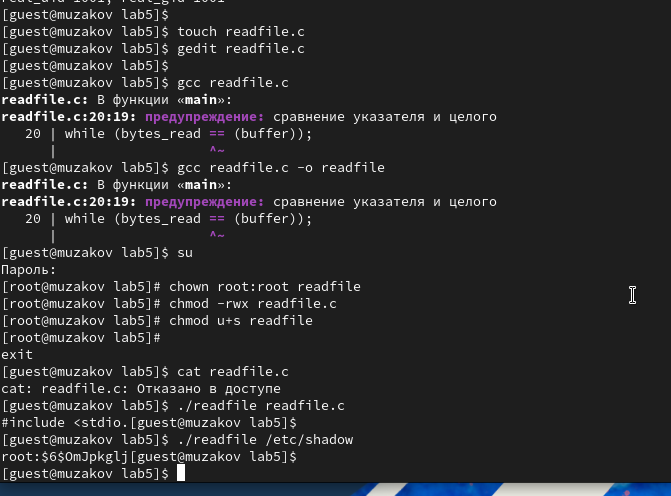 [guest@muzakov lab5]$
[guest@muzakov lab5]$ touch readfile.c
[guest@muzakov lab5]$ gedit readfile.c
[guest@muzakov lab5]$
[guest@muzakov lab5]$ gcc readfile.c
readfile.c: В функции «main»:
readfile.c:20:19: предупреждение: сравнение указателя и целого
   20 | while (bytes_read == (buffer));
      |                   ^~
[guest@muzakov lab5]$ gcc readfile.c -o readfile
readfile.c: В функции «main»:
readfile.c:20:19: предупреждение: сравнение указателя и целого
   20 | while (bytes_read == (buffer));
      |                   ^~
[guest@muzakov lab5]$ su
Пароль:
[root@muzakov lab5]# chown root:root readfile
[root@muzakov lab5]# chmod -rwx readfile.c
[root@muzakov lab5]# chmod u+s readfile
[root@muzakov lab5]#
exit
[guest@muzakov lab5]$ cat readfile.c
cat: readfile.c: Отказано в доступе
[guest@muzakov lab5]$ ./readfile readfile.c
#include <stdio.[guest@muzakov lab5]$
[guest@muzakov lab5]$ ./readfile /etc/shadow
root:$6$OmJpkglj[guest@muzakov lab5]$
[guest@muzakov lab5]$